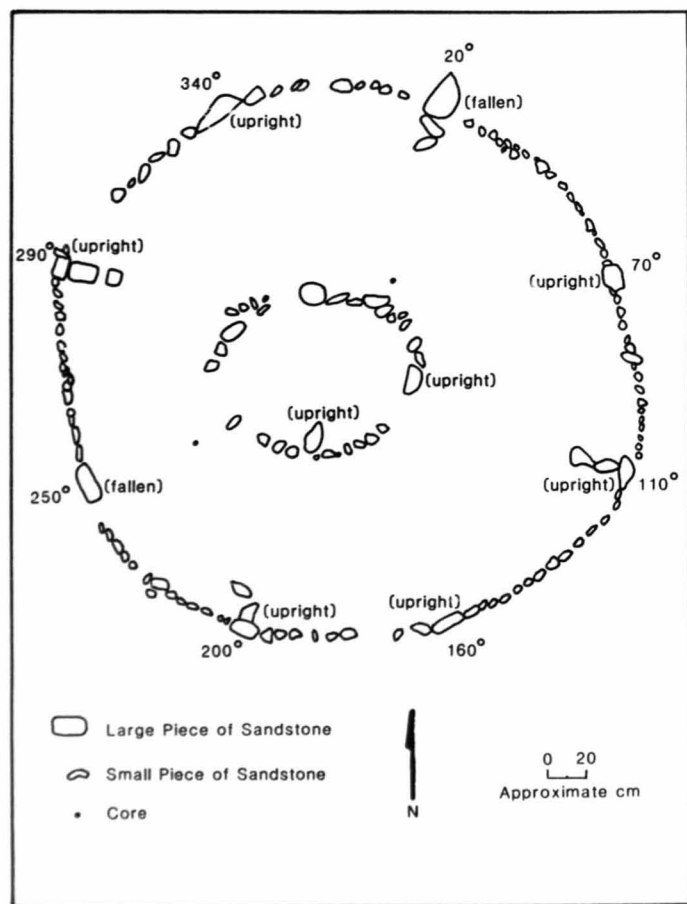 20°
340°
(fallen)
(upright)
290° (upright)
70°
(upright)
(upright)
(upright)
250° (fallen)
(upright) 110°
(upright)
(upright)
200°
160°
Large Piece of Sandstone
Small Piece of Sandstone
Core
N
0 20
Approximate cm